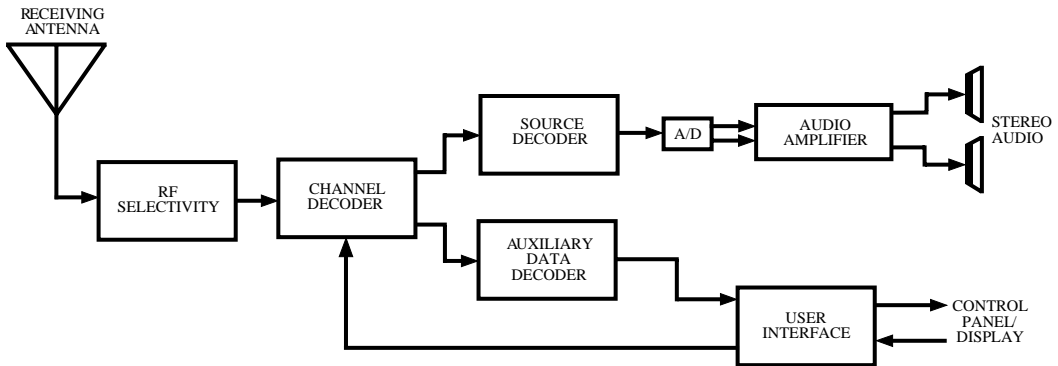 RECEIVING
ANTENNA
RF
SELECTIVITY
CHANNEL
DECODER
SOURCE
DECODER
A/D
AUDIO
AMPLIFIER
STEREO
AUDIO
AUXILIARY
DATA
DECODER
USER
INTERFACE
CONTROL
PANEL/
DISPLAY